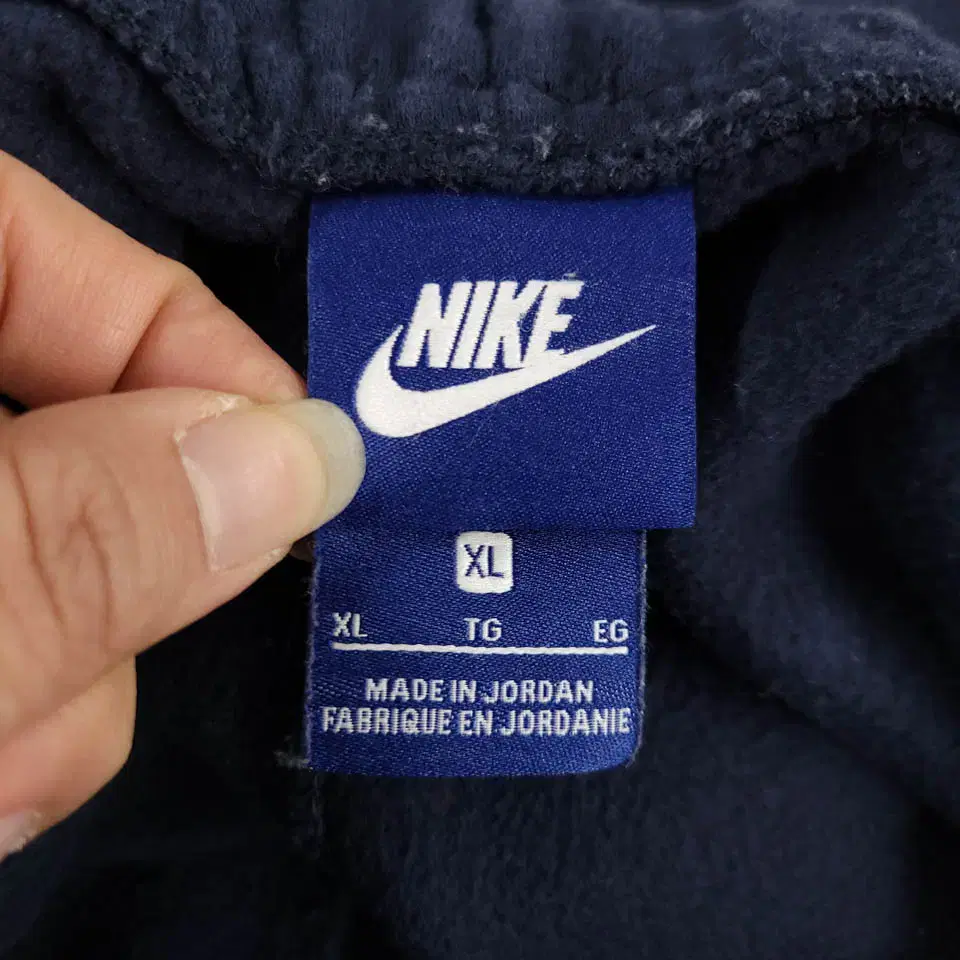 NIKE
XL
XL TG EG
MADE IN JORDAN
FABRIQUE EN JORDANIE